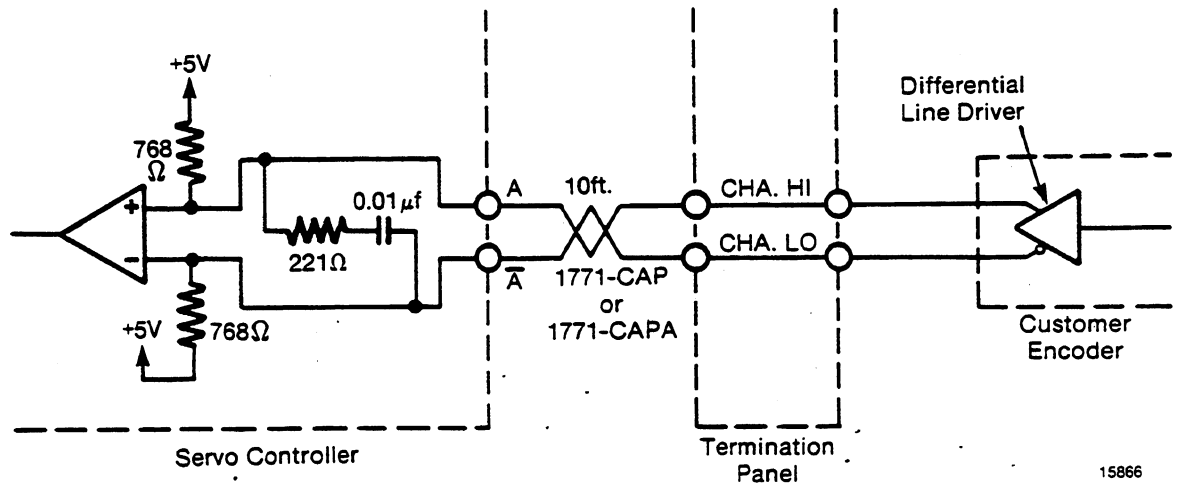 +5V
768
Ω
+
0.01μf
221Ω
-
+5V
768Ω
A
A̅
10ft.
1771-CAP
or
1771-CAPA
CHA. HI
CHA. LO
Differential
Line Driver
Customer
Encoder
Servo Controller
Termination
Panel
15866